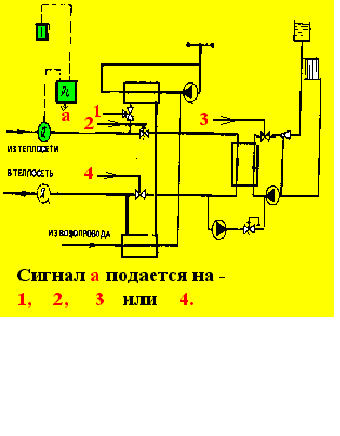 a
1
2
3
ИЗ ТЕПЛОСЕТИ
В ТЕПЛОСЕТЬ
4
ИЗ ВОДОПРОВОДА
Сигнал а подается на -
1, 2, 3 или 4.